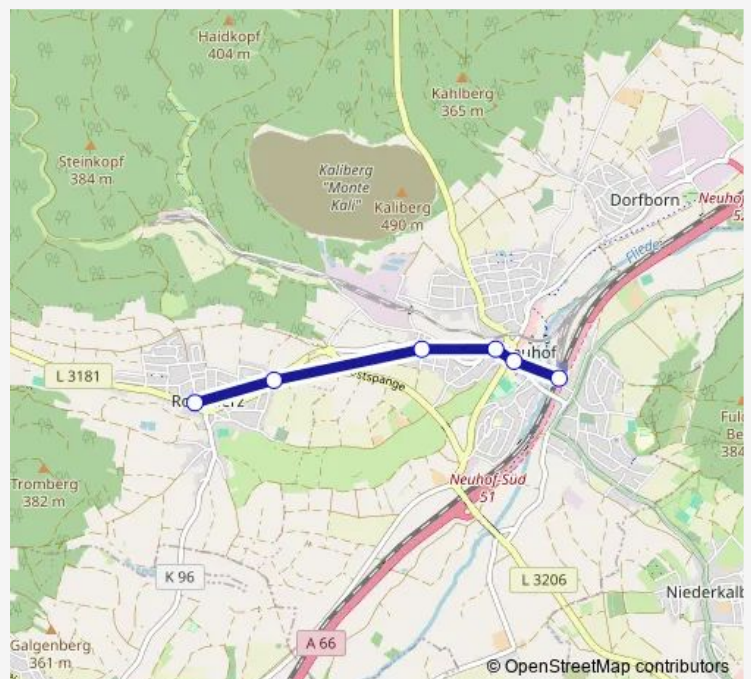 Haidkopf
404 m
Kahlberg
365 m
Steinkopf
384 m
Kaliberg
"Monte
Kali"
Kaliberg
490 m
Dorfborn
Fliede
L 3181
Neuhof-Süd
51
Tromberg
382 m
K 96
L 3206
Galgenberg
361 m
A 66
© OpenStreetMap contributors